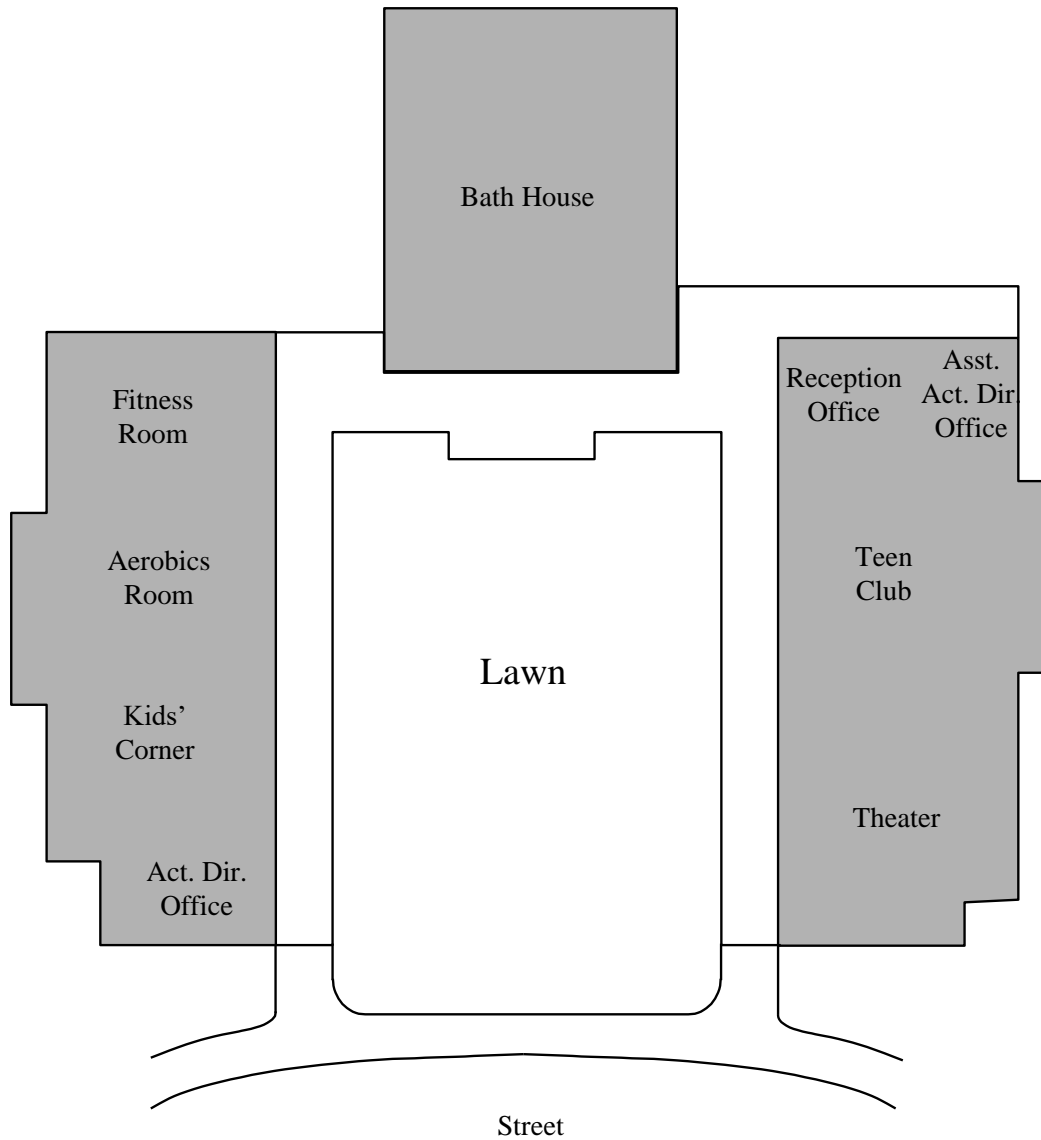 Bath House
Fitness
Room
Reception
Office
Asst.
Act. Dir.
Office
Aerobics
Room
Teen
Club
Lawn
Kids’
Corner
Theater
Act. Dir.
Office
Street